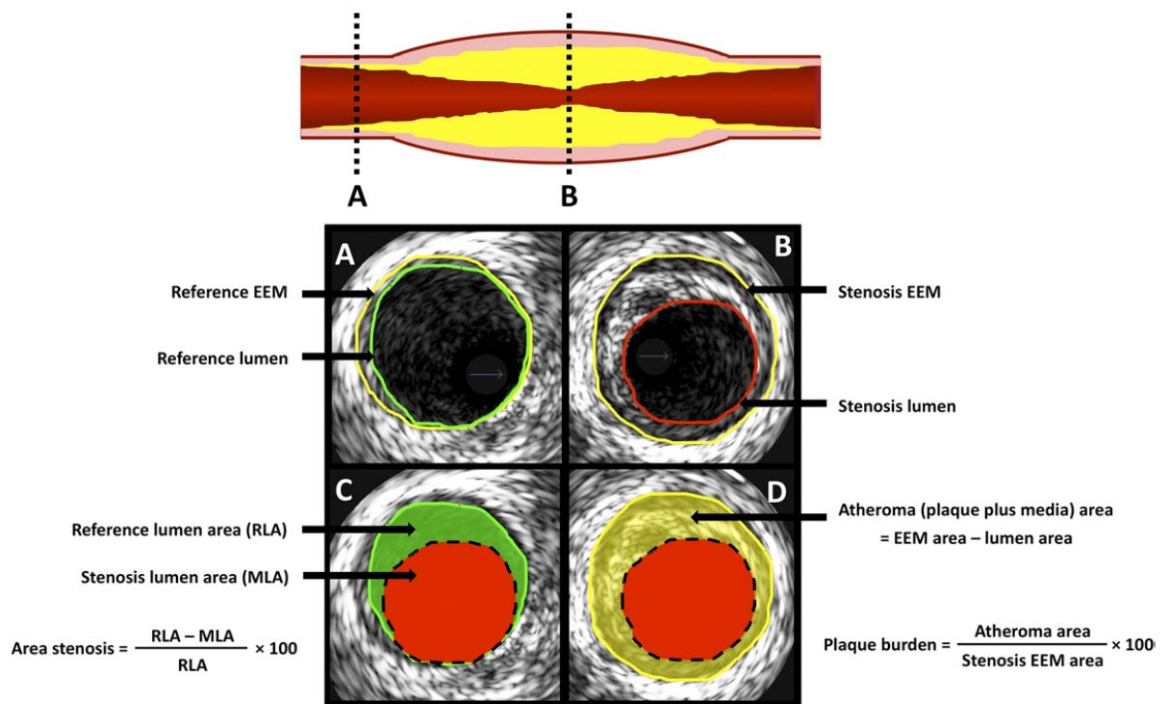 A
B
A
B
Reference EEM
Stenosis EEM
Reference lumen
Stenosis lumen
C
D
Reference lumen area (RLA)
Atheroma (plaque plus media) area
= EEM area – lumen area
Stenosis lumen area (MLA)
Area stenosis = RLA – MLA / RLA × 100
Plaque burden = Atheroma area / Stenosis EEM area × 100